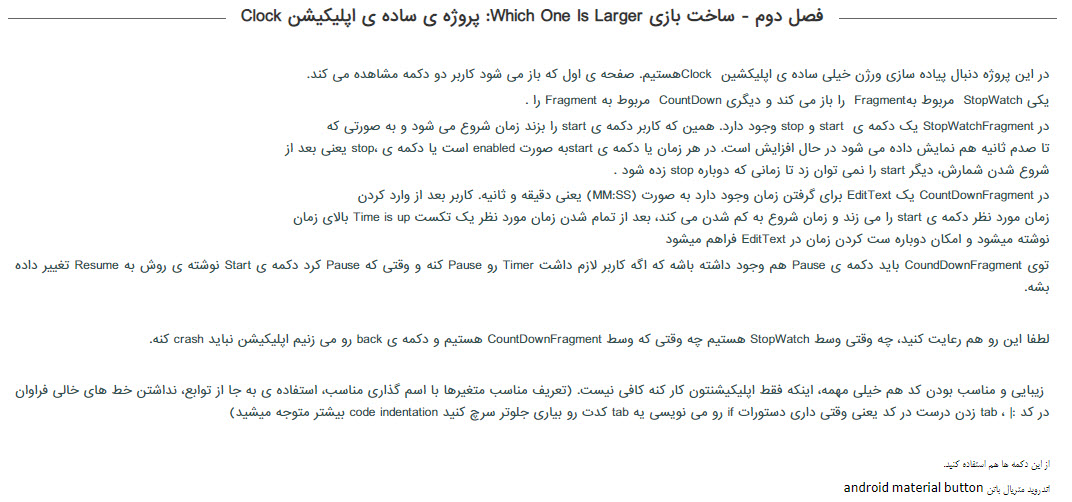 فصل دوم - ساخت بازی Which One Is Larger: پروژه ی ساده ی اپلیکیشن Clock
در این پروژه دنبال پیاده سازی ورژن خیلی ساده ی اپلیکشین Clockهستیم. صفحه ی اول که باز می شود کاربر دو دکمه مشاهده می کند.
یکی StopWatch مربوط بهFragment را باز می کند و دیگری CountDown مربوط به Fragment را .
در StopWatchFragment یک دکمه ی start و stop وجود دارد. همین که کاربر دکمه ی start را بزند زمان شروع می شود و به صورتی که
تا صدم ثانیه هم نمایش داده می شود در حال افزایش است. در هر زمان یا دکمه ی startبه صورت enabled است یا دکمه ی ،stop یعنی بعد از
شروع شدن شمارش، دیگر start را نمی توان زد تا زمانی که دوباره stop زده شود .
در CountDownFragment یک EditText برای گرفتن زمان وجود دارد به صورت (MM:SS) یعنی دقیقه و ثانیه. کاربر بعد از وارد کردن
زمان مورد نظر دکمه ی start را می زند و زمان شروع به کم شدن می کند، بعد از تمام شدن زمان مورد نظر یک تکست Time is up بالای زمان
نوشته میشود و امکان دوباره ست کردن زمان در EditText فراهم میشود
توی CoundDownFragment باید دکمه ی Pause هم وجود داشته باشه که اگه کاربر لازم داشت Timer رو Pause کنه و وقتی که Pause کرد دکمه ی Start نوشته ی روش به Resume تغییر داده
بشه.
لطفا این رو هم رعایت کنید، چه وقتی وسط StopWatch هستیم چه وقتی که وسط CountDownFragment هستیم و دکمه ی back رو می زنیم اپلیکیشن نباید crash کنه.
زیبایی و مناسب بودن کد هم خیلی مهمه، اینکه فقط اپلیکیشنتون کار کنه کافی نیست. (تعریف مناسب متغیرها با اسم گذاری مناسب، استفاده ی به جا از توابع، نداشتن خط های خالی فراوان
در کد :| ، tab زدن درست در کد یعنی وقتی داری دستورات if رو می نویسی یه tab کدت رو بیاری جلوتر سرچ کنید code indentation بیشتر متوجه میشید)
از این دکمه ها هم استفاده کنید.
اندروید متریال باتن android material button